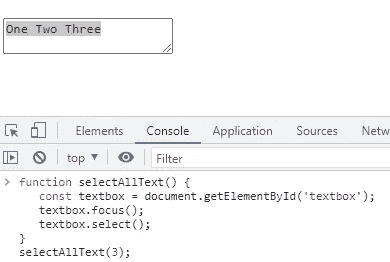 One Two Three
Elements Console Application Sources Netw
top ▼ Filter
> function selectAllText() {
const textbox = document.getElementById('textbox');
textbox.focus();
textbox.select();
}
selectAllText(3);